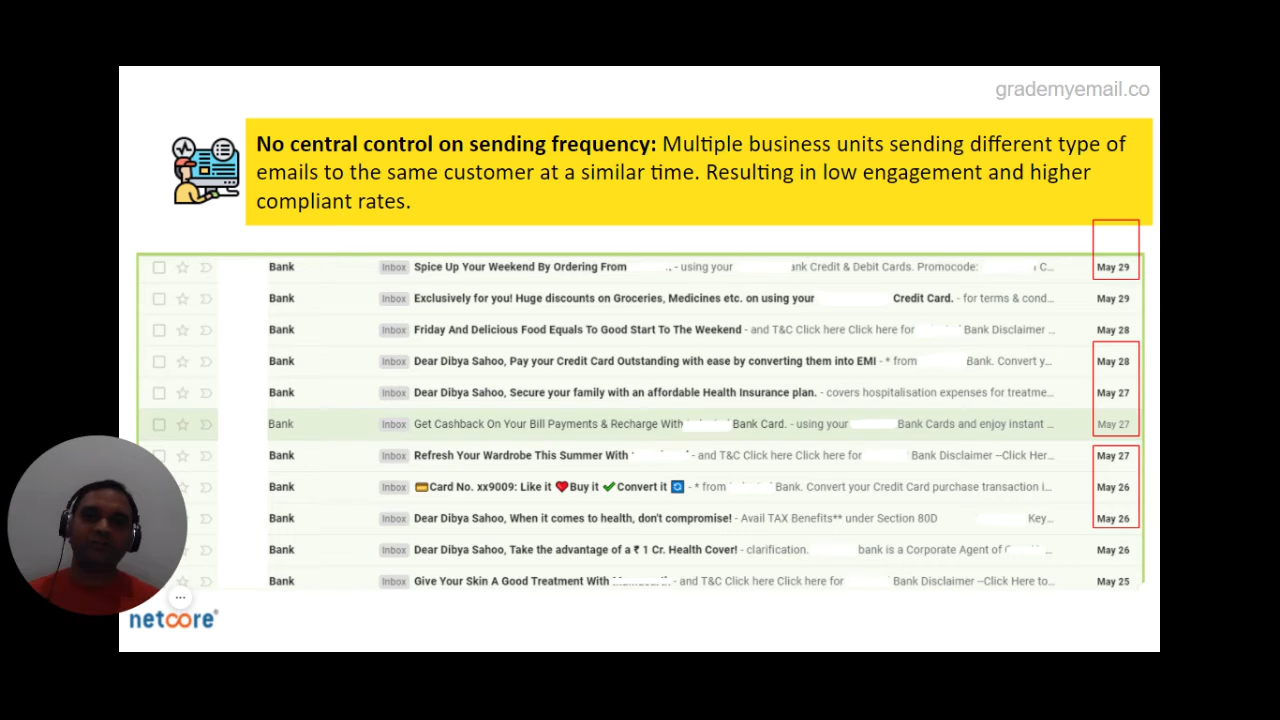 grademyemail.co
No central control on sending frequency: Multiple business units sending different type of
emails to the same customer at a similar time. Resulting in low engagement and higher
compliant rates.
Bank Inbox Spice Up Your Weekend By Ordering From - using your ank Credit & Debit Cards. Promocode: C... May 29
Bank Inbox Exclusively for you! Huge discounts on Groceries, Medicines etc. on using your Credit Card. - for terms & cond... May 29
Bank Inbox Friday And Delicious Food Equals To Good Start To The Weekend - and T&C Click here Click here for Bank Disclaimer ... May 28
Bank Inbox Dear Dibya Sahoo, Pay your Credit Card Outstanding with ease by converting them into EMI - * from Bank. Convert y... May 28
Bank Inbox Dear Dibya Sahoo, Secure your family with an affordable Health Insurance plan. - covers hospitalisation expenses for treatme... May 27
Bank Inbox Get Cashback On Your Bill Payments & Recharge With Bank Card. - using your Bank Cards and enjoy instant ... May 27
Bank Inbox Refresh Your Wardrobe This Summer With - and T&C Click here Click here for Bank Disclaimer --Click Her... May 27
Bank Inbox 💳Card No. xx9009: Like it ❤️Buy it ✔Convert it 🔄 - * from Bank. Convert your Credit Card purchase transaction i... May 26
Bank Inbox Dear Dibya Sahoo, When it comes to health, don't compromise! - Avail TAX Benefits** under Section 80D Key... May 26
Bank Inbox Dear Dibya Sahoo, Take the advantage of a ₹ 1 Cr. Health Cover! - clarification. bank is a Corporate Agent of ... May 26
Bank Inbox Give Your Skin A Good Treatment With - and T&C Click here Click here for Bank Disclaimer --Click Here to... May 25
netcore